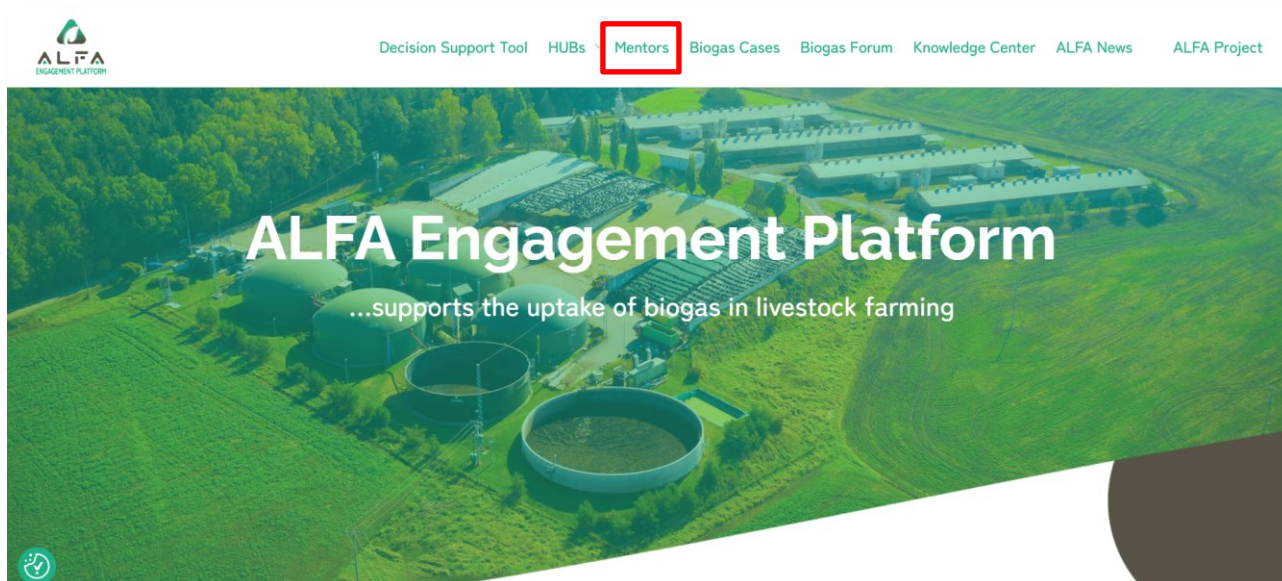 ALFA
ENGAGEMENT PLATFORM
Decision Support Tool HUBs Mentors Biogas Cases Biogas Forum Knowledge Center ALFA News ALFA Project
ALFA Engagement Platform
...supports the uptake of biogas in livestock farming